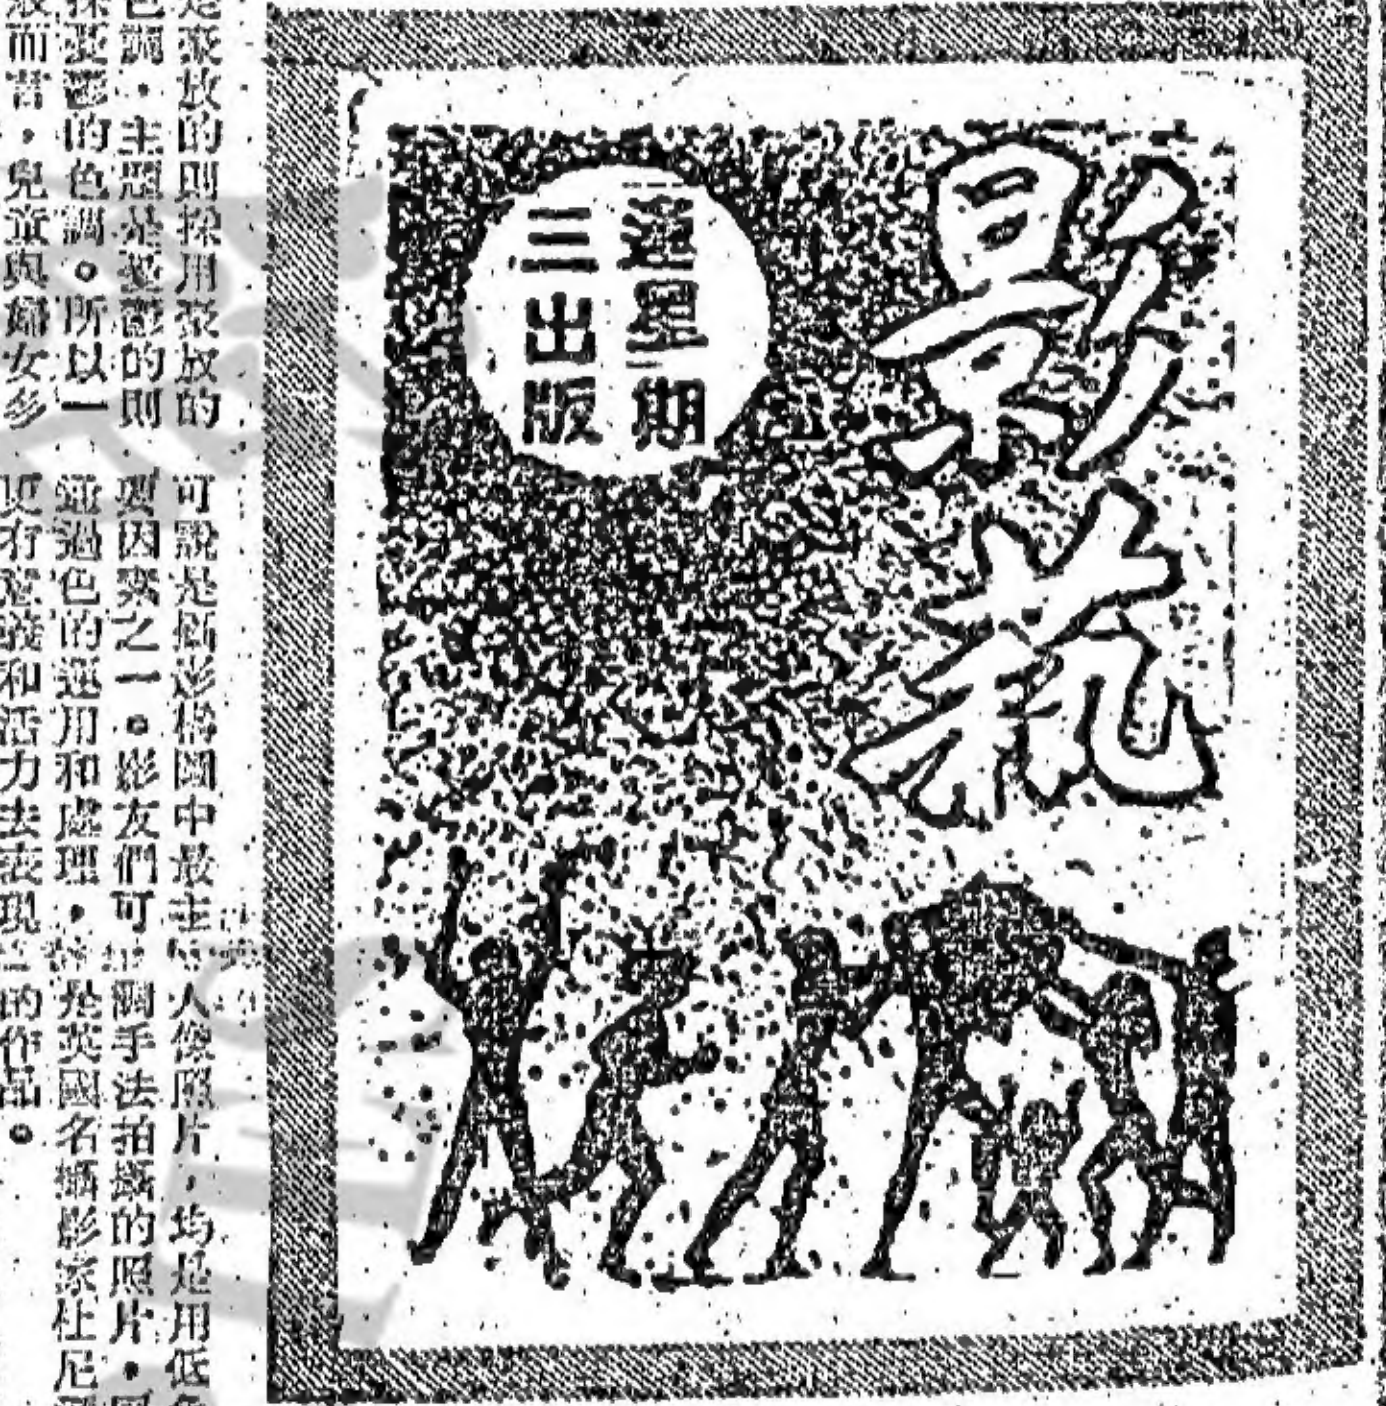 影藝
逢星期
三出版
是豪放的則採用豪放的
色調，主題是憂鬱的則
採憂鬱的色調。所以一
般而言，兒童與婦女多
可說是攝影構圖中最主
要因素之一。影友們可
通過色的運用和處理，
更有意義和活力去表現
人像照片，均是用低
調手法拍攝的照片，
是英國名攝影家杜尼
的作品。